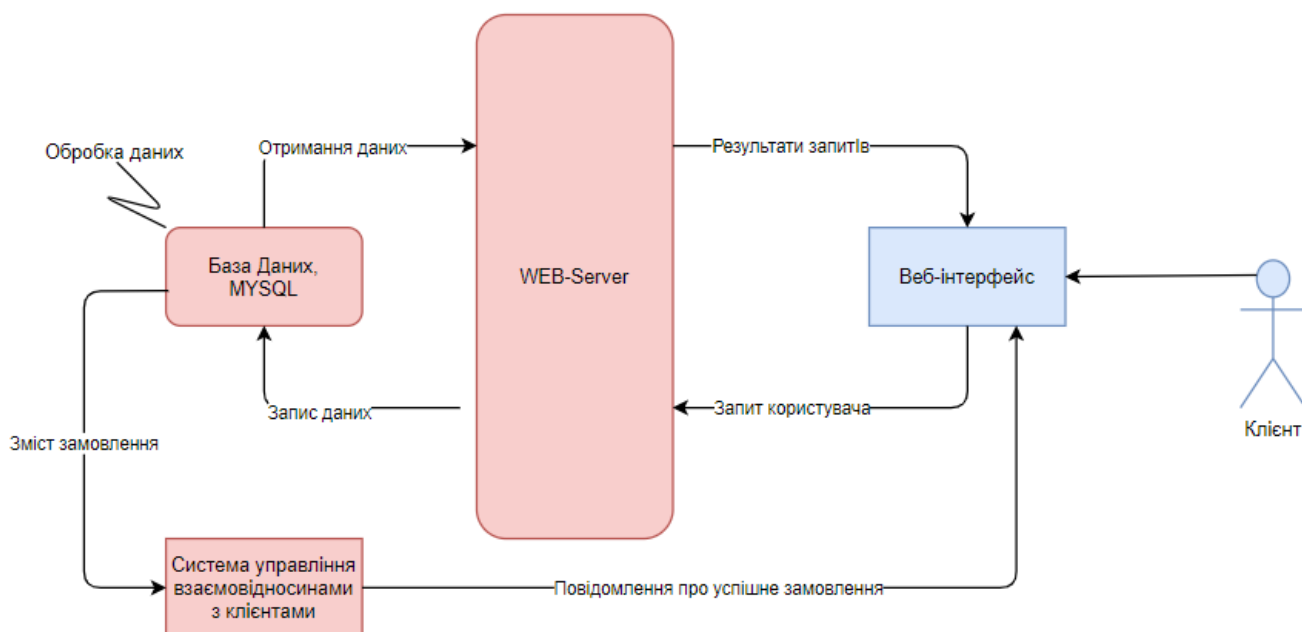 Обробка даних
Отримання даних
Результати запитів
База Даних,
MYSQL
WEB-Server
Веб-інтерфейс
Запис даних
Запит користувача
Клієнт
Зміст замовлення
Система управління
взаємовідносинами
з клієнтами
Повідомлення про успішне замовлення